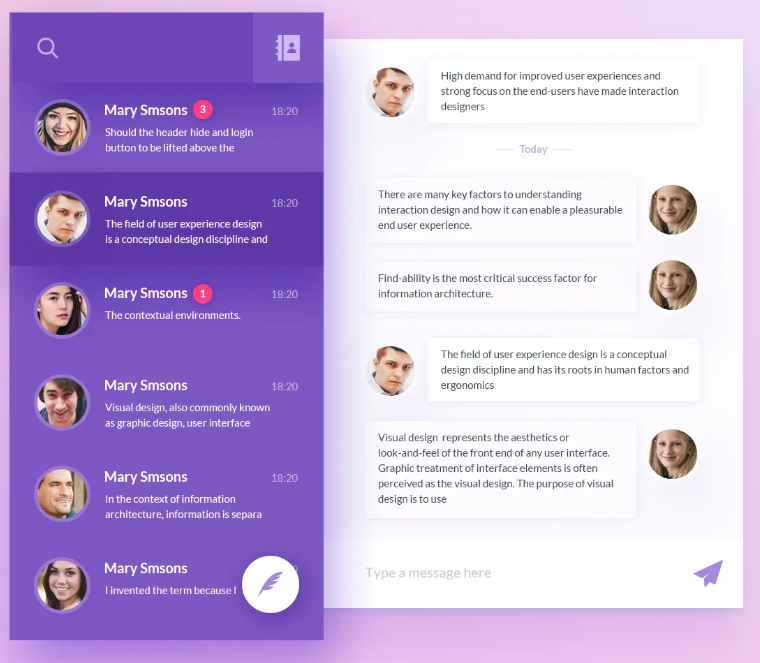 Mary Smsons 3 18:20
Should the header hide and login
button to be lifted above the
Mary Smsons 18:20
The field of user experience design
is a conceptual design discipline and
Mary Smsons 1 18:20
The contextual environments.
Mary Smsons 18:20
Visual design, also commonly known
as graphic design, user interface
Mary Smsons 18:20
In the context of information
architecture, information is separa
Mary Smsons
I invented the term because I
High demand for improved user experiences and
strong focus on the end-users have made interaction
designers
Today
There are many key factors to understanding
interaction design and how it can enable a pleasurable
end user experience.
Find-ability is the most critical success factor for
information architecture.
The field of user experience design is a conceptual
design discipline and has its roots in human factors and
ergonomics
Visual design represents the aesthetics or
look-and-feel of the front end of any user interface.
Graphic treatment of interface elements is often
perceived as the visual design. The purpose of visual
design is to use
Type a message here